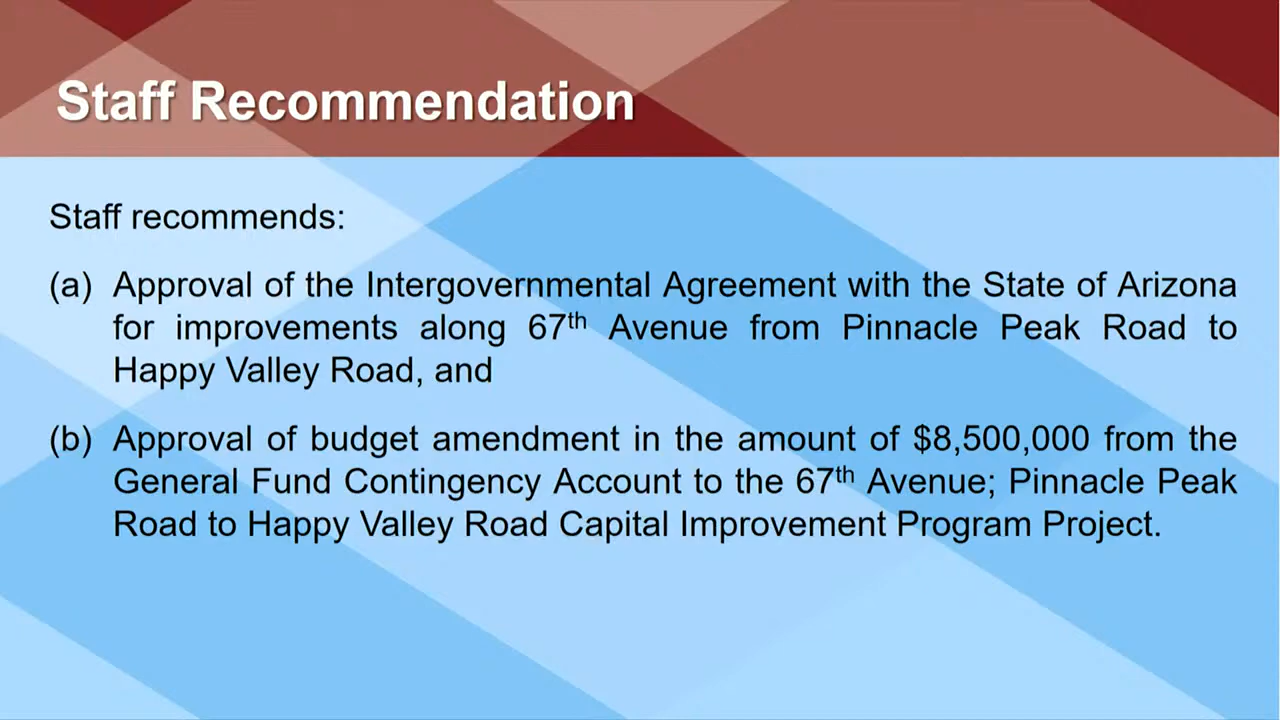 Staff Recommendation
Staff recommends:
(a) Approval of the Intergovernmental Agreement with the State of Arizona
for improvements along 67th Avenue from Pinnacle Peak Road to
Happy Valley Road, and
(b) Approval of budget amendment in the amount of $8,500,000 from the
General Fund Contingency Account to the 67th Avenue; Pinnacle Peak
Road to Happy Valley Road Capital Improvement Program Project.